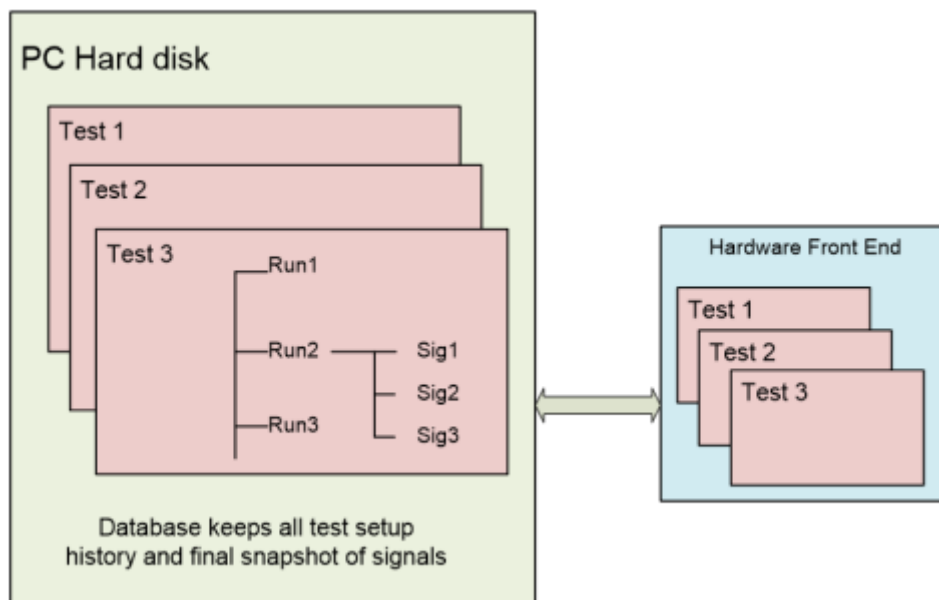 PC Hard disk
Test 1
Test 2
Test 3
Run1
Run2
Sig1
Sig2
Run3
Sig3
Database keeps all test setup
history and final snapshot of signals
Hardware Front End
Test 1
Test 2
Test 3